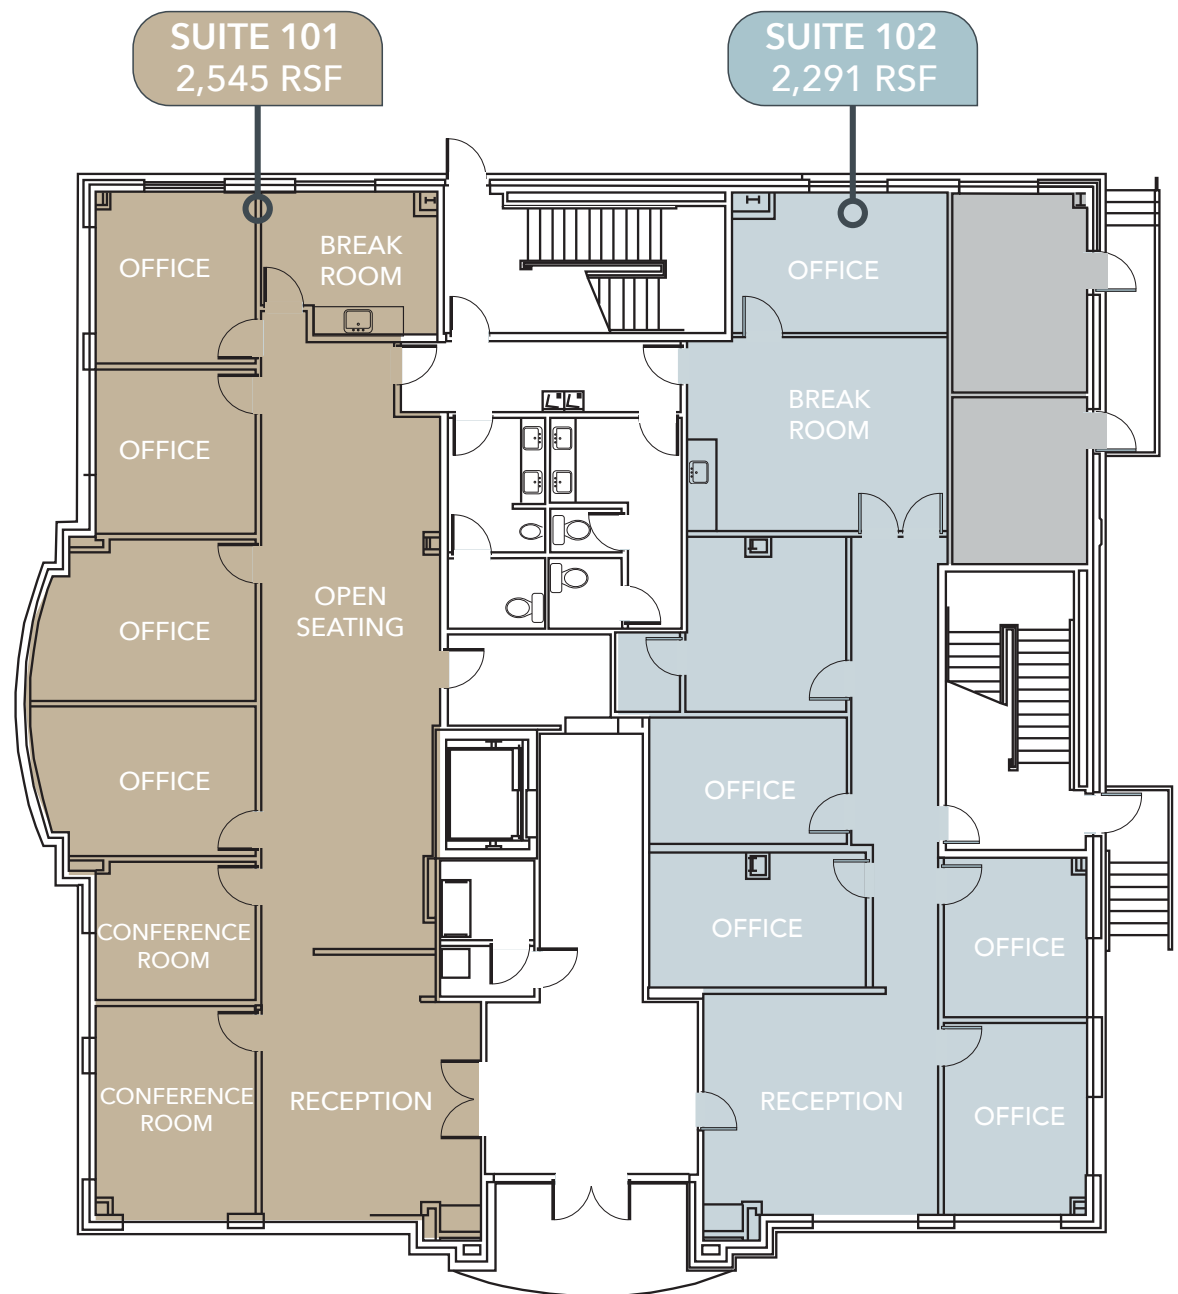 SUITE 101
2,545 RSF
SUITE 102
2,291 RSF
OFFICE
BREAK
ROOM
OFFICE
OFFICE
BREAK
ROOM
OFFICE
OPEN
SEATING
OFFICE
OFFICE
OFFICE
CONFERENCE
ROOM
OFFICE
OFFICE
CONFERENCE
ROOM
RECEPTION
RECEPTION
OFFICE